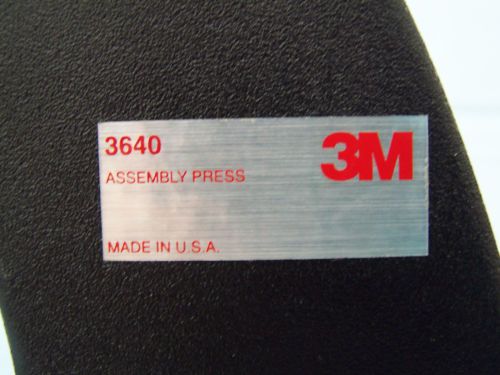 3640
3M
ASSEMBLY PRESS
MADE IN U.S.A.